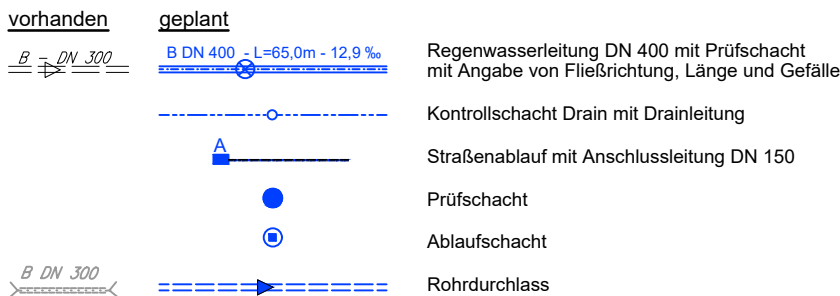 vorhanden geplant
B - DN 300 B DN 400 - L=65,0m - 12,9 ‰ Regenwasserleitung DN 400 mit Prüfschacht
mit Angabe von Fließrichtung, Länge und Gefälle
Kontrollschacht Drain mit Drainleitung
A
Straßenablauf mit Anschlussleitung DN 150
Prüfschacht
Ablaufschacht
B DN 300 Rohrdurchlass